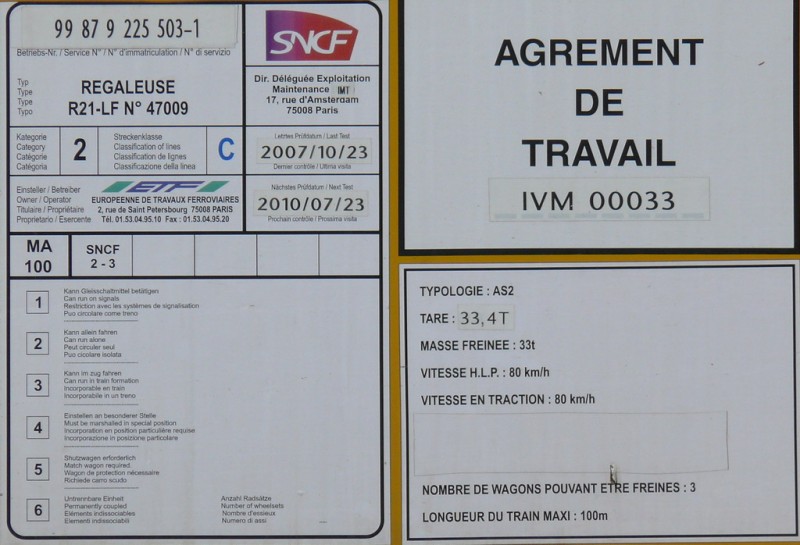 99 87 9 225 503-1
Betriebs-Nr. / Service N° / N° d'immatriculation / N° di servizio
SNCF
Typ
Type
Type
Tipo
REGALEUSE
R21-LF N° 47009
Dir. Déléguée Exploitation
Maintenance IMT
17, rue d'Amsterdam
75008 Paris
Kategorie
Category
Catégorie
Catégoria
2
Streckenklasse
Classification of lines
Classification de lignes
Classificazione della linea
C
Letztes Prüfdatum / Last Test
2007/10/23
Dernier contrôle / Ultima visita
Einsteller / Betreiber
Owner / Operator
Titulaire / Propriétaire
Proprietario / Esercente
ETF
EUROPEENNE DE TRAVAUX FERROVIAIRES
2, rue de Saint Petersbourg 75008 PARIS
Tél. 01.53.04.95.10 Fax : 01.53.04.95.20
Nächstes Prüfdatum / Next Test
2010/07/23
Prochain contrôle / Prossima visita
MA
100
SNCF
2 - 3
1
Kann Gleisschaltmittel betätigen
Can run on signals
Restriction avec les systèmes de signalisation
Puo circolare come treno
2
Kann allein fahren
Can run alone
Peut circuler seul
Puo cicolare isolata
3
Kann im zug fahren
Can run in train formation
Incorporable en train
Incorporabile in un treno
4
Einstellen an besonderer Stelle
Must be marshalled in special position
Incorporation en position particulière requise
Incorporazione in posizione particolare
5
Shutzwagen erforderlich
Match wagon required
Wagon de protection nécessaire
Richiede carro scudo
6
Untrennbare Einheit
Permanently coupled
Eléments indissociables
Elementi indissociabili
Anzahl Radsätze
Number of wheelsets
Nombre d'essieux
Numero di assi
AGREMENT
DE
TRAVAIL
IVM 00033
TYPOLOGIE : AS2
TARE : 33,4T
MASSE FREINEE : 33t
VITESSE H.L.P. : 80 km/h
VITESSE EN TRACTION : 80 km/h
NOMBRE DE WAGONS POUVANT ETRE FREINES : 3
LONGUEUR DU TRAIN MAXI : 100m